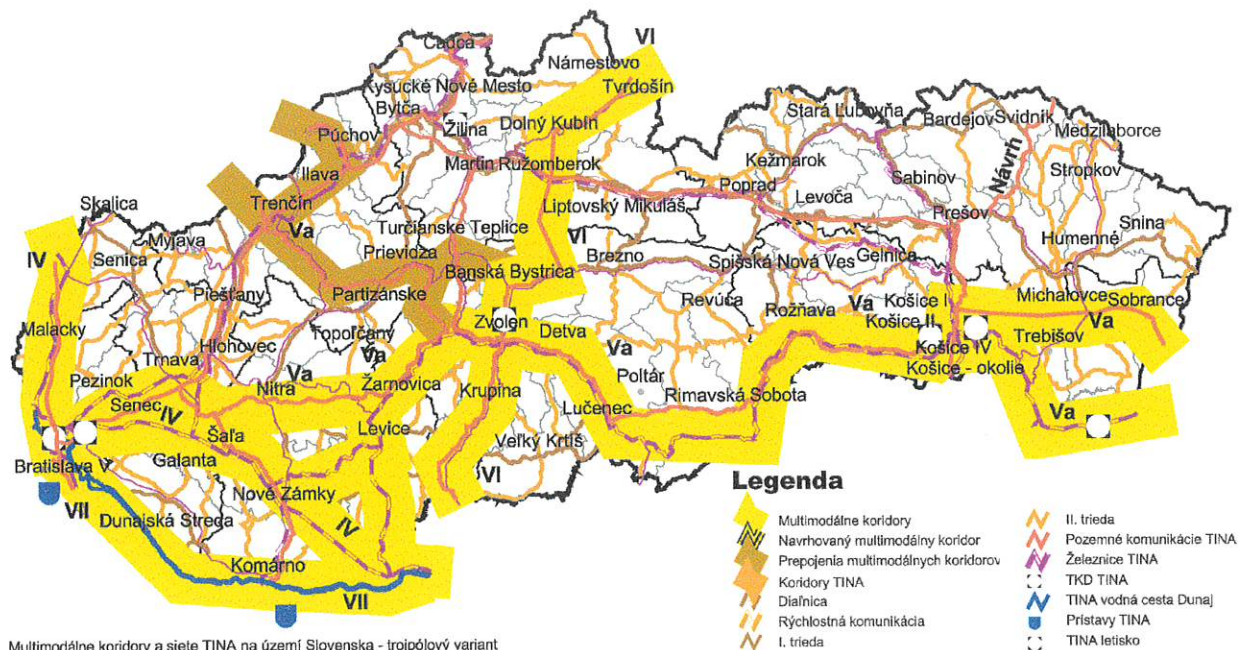 VI
Čadca
Námestovo
Kysucké Nové Mesto
Tvrdošín
Bytča
Stará Ľubovňa
Púchov
Žilina
Dolný Kubín
Bardejov
Svidník
Medzilaborce
Martin
Ružomberok
Kežmarok
Návrh
Stropkov
Ilava
Sabinov
Poprad
Levoča
Skalica
Trenčín
Liptovský Mikuláš
Prešov
Snina
Va
Turčianske Teplice
Myjava
VI
Humenné
IV
Senica
Prievidza
Brezno
Spišská Nová Ves
Gelnica
Banská Bystrica
Piešťany
Partizánske
Revúca
Rožňava
Va
Košice I
Michalovce
Sobrance
Malacky
Topoľčany
Zvolen
Detva
Košice II
Trebišov
Va
Hlohovec
Va
Va
Košice IV
Trnava
Pezinok
Nitra
Va
Žarnovica
Krupina
Poltár
Košice - okolie
Senec
IV
Lučenec
Rimavská Sobota
Va
Šaľa
Levice
Veľký Krtíš
Bratislava V
Galanta
VI
Nové Zámky
VII
Dunajská Streda
IV
Komárno
VII
Legenda
Multimodálne koridory
Navrhovaný multimodálny koridor
Prepojenia multimodálnych koridorov
Koridory TINA
Diaľnica
Rýchlostná komunikácia
I. trieda
II. trieda
Pozemné komunikácie TINA
Železnice TINA
TKD TINA
TINA vodná cesta Dunaj
Prístavy TINA
TINA letisko
Multimodálne koridory a siete TINA na území Slovenska - trojpólový variant